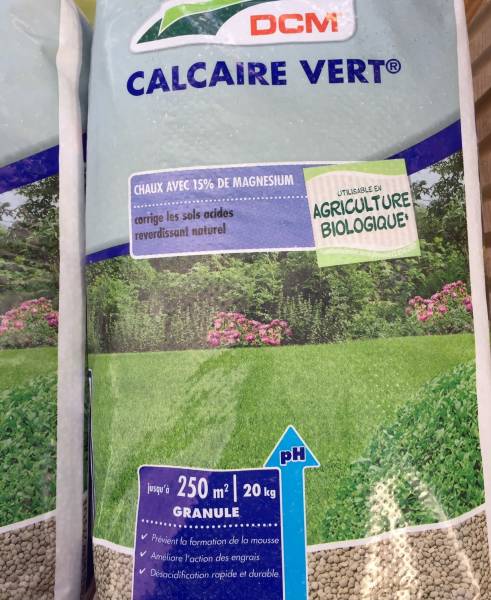 DCM
CALCAIRE VERT®
CHAUX AVEC 15% DE MAGNESIUM
corrige les sols acides
reverdissant naturel
UTILISABLE EN
AGRICULTURE
BIOLOGIQUE*
pH
jusqu'à 250 m² | 20 kg
GRANULE
✓ Prévient la formation de la mousse
✓ Améliore l'action des engrais
✓ Désacidification rapide et durable